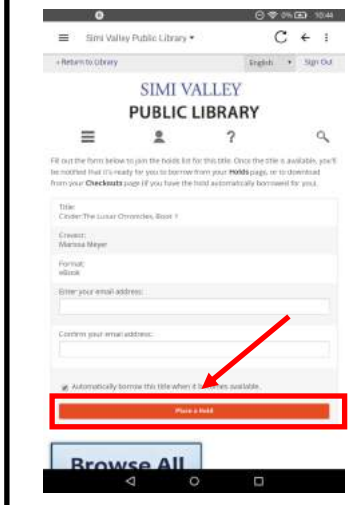 0% 10:44
Simi Valley Public Library
< Return to Library English Sign Out
SIMI VALLEY
PUBLIC LIBRARY
?
Fill out the form below to join the holds list for this title. Once the title is available, you'll
be notified that it's ready for you to borrow from your Holds page, or to download
from your Checkouts page (if you have the hold automatically borrowed for you).
Title:
Cinder: The Lunar Chronicles, Book 1
Creator:
Marissa Meyer
Format:
eBook
Enter your email address:
Confirm your email address:
Automatically borrow this title when it becomes available.
Place a Hold
Browse All